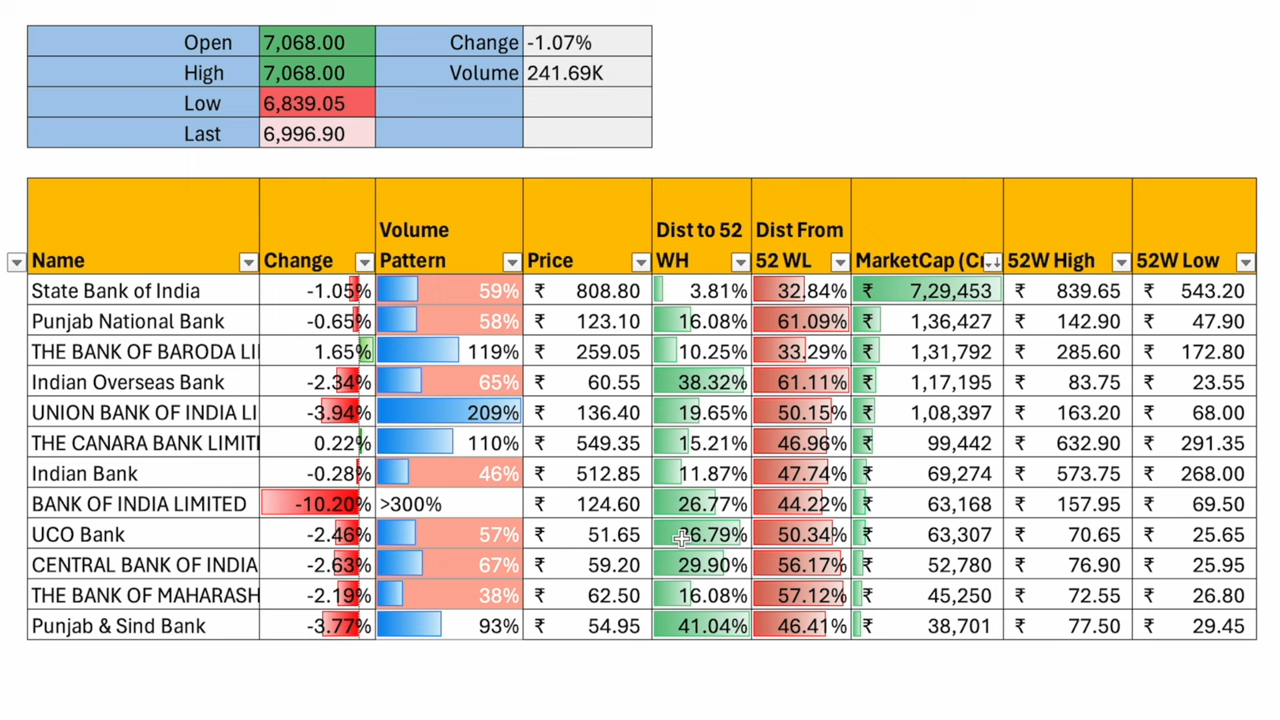 Open 7,068.00 Change -1.07%
High 7,068.00 Volume 241.69K
Low 6,839.05
Last 6,996.90
Name Change Volume Pattern Price Dist to 52 WH Dist From 52 WL MarketCap (Cr 52W High 52W Low
State Bank of India -1.05% 59% ₹ 808.80 3.81% 32.84% ₹ 7,29,453 ₹ 839.65 ₹ 543.20
Punjab National Bank -0.65% 58% ₹ 123.10 16.08% 61.09% ₹ 1,36,427 ₹ 142.90 ₹ 47.90
THE BANK OF BARODA LI 1.65% 119% ₹ 259.05 10.25% 33.29% ₹ 1,31,792 ₹ 285.60 ₹ 172.80
Indian Overseas Bank -2.34% 65% ₹ 60.55 38.32% 61.11% ₹ 1,17,195 ₹ 83.75 ₹ 23.55
UNION BANK OF INDIA LI -3.94% 209% ₹ 136.40 19.65% 50.15% ₹ 1,08,397 ₹ 163.20 ₹ 68.00
THE CANARA BANK LIMIT 0.22% 110% ₹ 549.35 15.21% 46.96% ₹ 99,442 ₹ 632.90 ₹ 291.35
Indian Bank -0.28% 46% ₹ 512.85 11.87% 47.74% ₹ 69,274 ₹ 573.75 ₹ 268.00
BANK OF INDIA LIMITED -10.20% >300% ₹ 124.60 26.77% 44.22% ₹ 63,168 ₹ 157.95 ₹ 69.50
UCO Bank -2.46% 57% ₹ 51.65 36.79% 50.34% ₹ 63,307 ₹ 70.65 ₹ 25.65
CENTRAL BANK OF INDIA -2.63% 67% ₹ 59.20 29.90% 56.17% ₹ 52,780 ₹ 76.90 ₹ 25.95
THE BANK OF MAHARASH -2.19% 38% ₹ 62.50 16.08% 57.12% ₹ 45,250 ₹ 72.55 ₹ 26.80
Punjab & Sind Bank -3.77% 93% ₹ 54.95 41.04% 46.41% ₹ 38,701 ₹ 77.50 ₹ 29.45